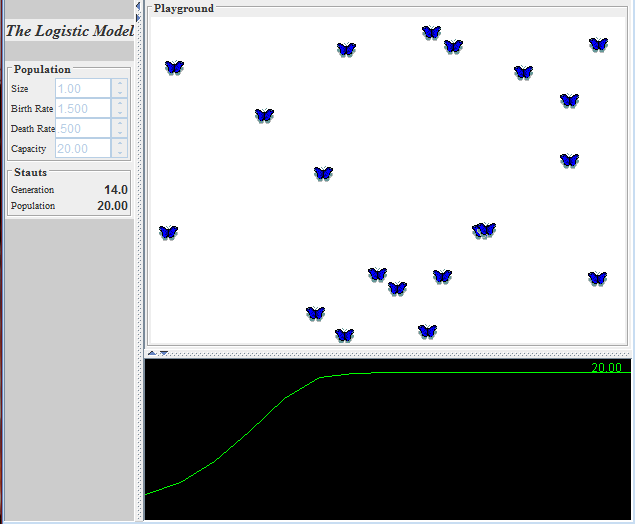 The Logistic Model
Population
Size 1.00
Birth Rate 1.500
Death Rate .500
Capacity 20.00
Stauts
Generation 14.0
Population 20.00
Playground
20.00